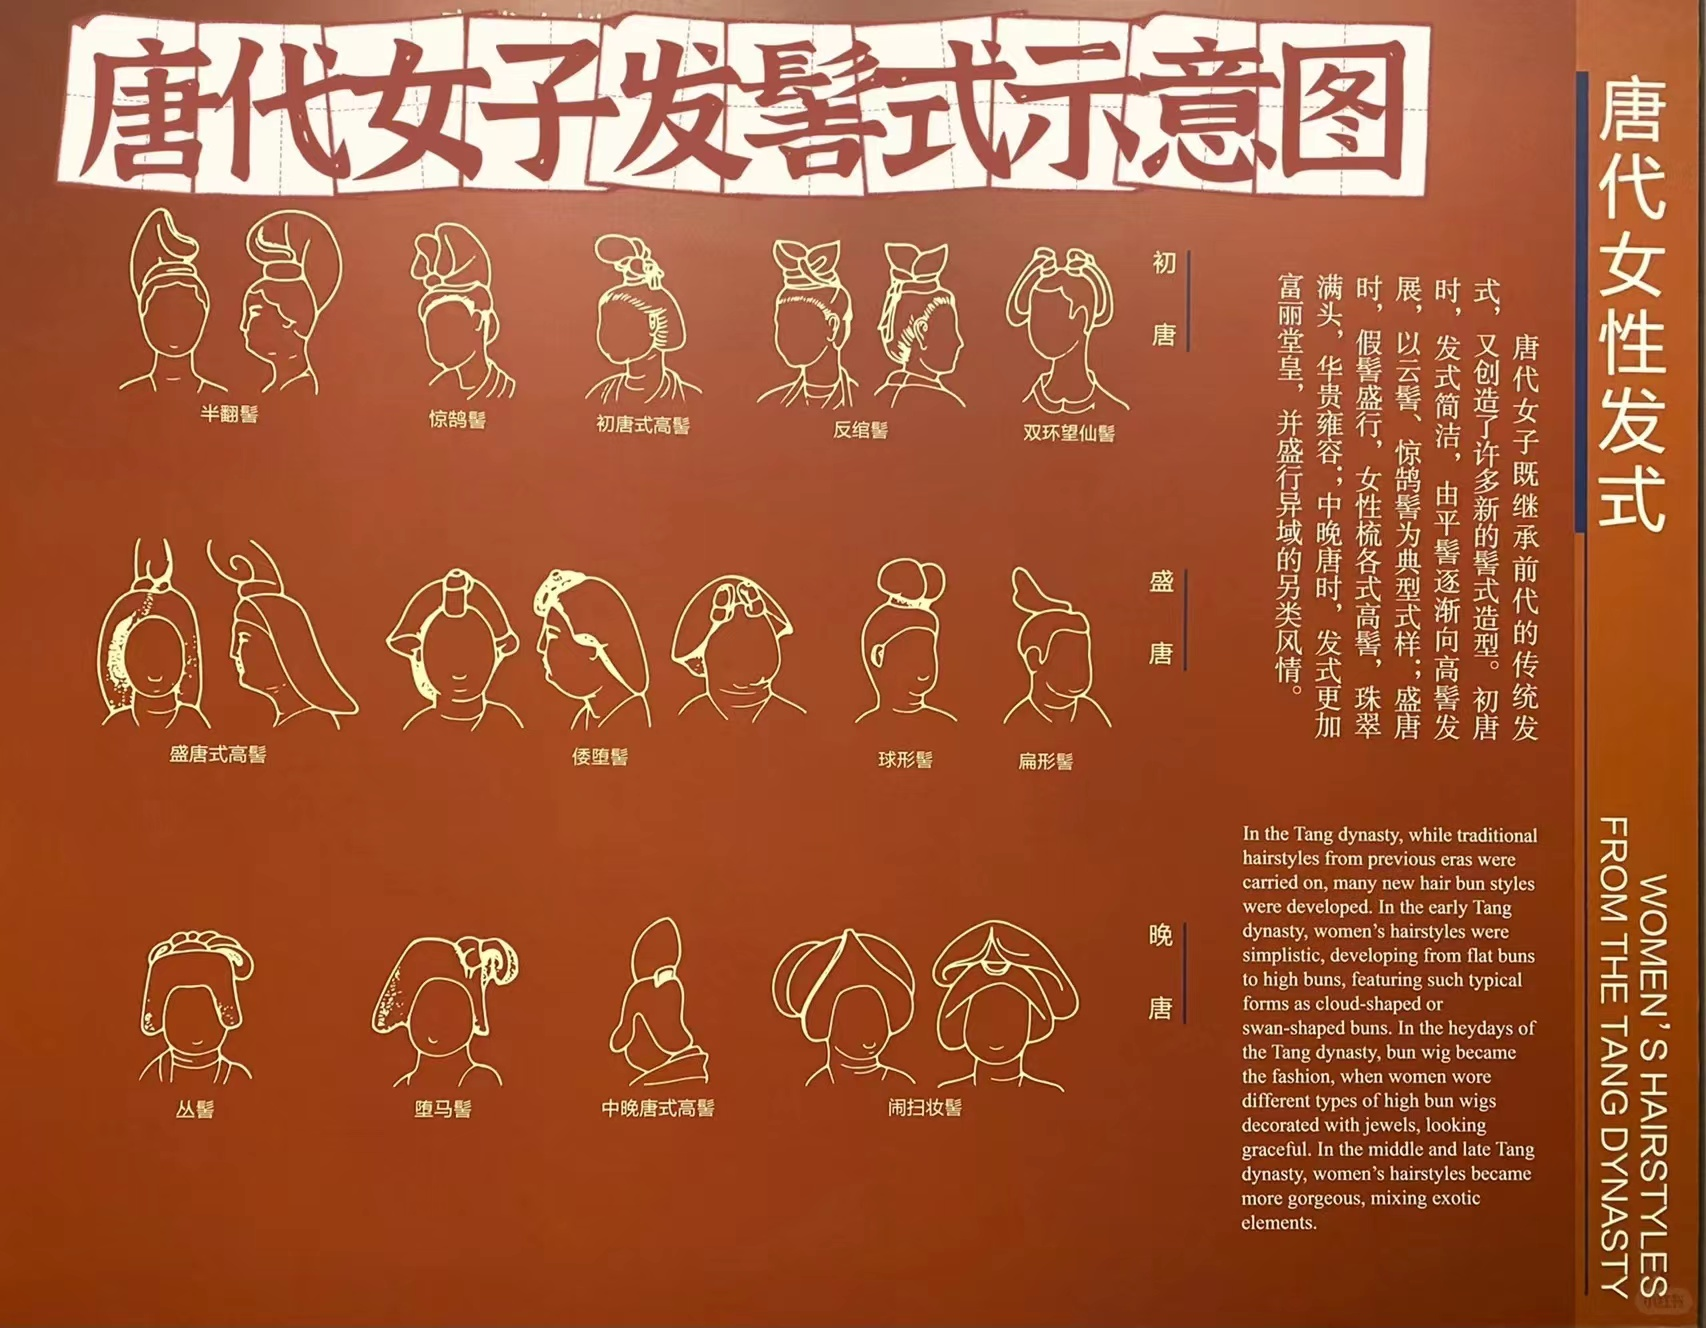 唐代女子发髻式示意图
唐代女性发式
WOMEN'S HAIRSTYLES
FROM THE TANG DYNASTY
唐代女子既继承前代的传统发
式，又创造了许多新的髻式造型。初唐
时，发式简洁，由平髻逐渐向高髻发
展，以云髻、惊鹄髻为典型式样；盛唐
时，假髻盛行，女性梳各式高髻，珠翠
满头，华贵雍容；中晚唐时，发式更加
富丽堂皇，并盛行异域的另类风情。
In the Tang dynasty, while traditional
hairstyles from previous eras were
carried on, many new hair bun styles
were developed. In the early Tang
dynasty, women's hairstyles were
simplistic, developing from flat buns
to high buns, featuring such typical
forms as cloud-shaped or
swan-shaped buns. In the heydays of
the Tang dynasty, bun wig became
the fashion, when women wore
different types of high bun wigs
decorated with jewels, looking
graceful. In the middle and late Tang
dynasty, women's hairstyles became
more gorgeous, mixing exotic
elements.
初唐
半翻髻
惊鹄髻
初唐式高髻
反绾髻
双环望仙髻
盛唐
盛唐式高髻
倭堕髻
球形髻
扁形髻
晚唐
丛髻
堕马髻
中晚唐式高髻
闹扫妆髻